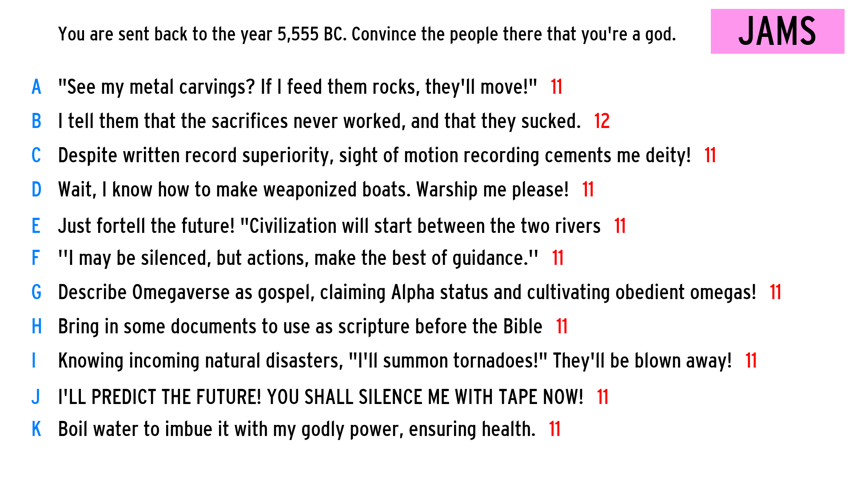 You are sent back to the year 5,555 BC. Convince the people there that you're a god.
JAMS
A "See my metal carvings? If I feed them rocks, they'll move!" 11
B I tell them that the sacrifices never worked, and that they sucked. 12
C Despite written record superiority, sight of motion recording cements me deity! 11
D Wait, I know how to make weaponized boats. Warship me please! 11
E Just fortell the future! "Civilization will start between the two rivers 11
F ''I may be silenced, but actions, make the best of guidance.'' 11
G Describe Omegaverse as gospel, claiming Alpha status and cultivating obedient omegas! 11
H Bring in some documents to use as scripture before the Bible 11
I Knowing incoming natural disasters, "I'll summon tornadoes!" They'll be blown away! 11
J I'LL PREDICT THE FUTURE! YOU SHALL SILENCE ME WITH TAPE NOW! 11
K Boil water to imbue it with my godly power, ensuring health. 11